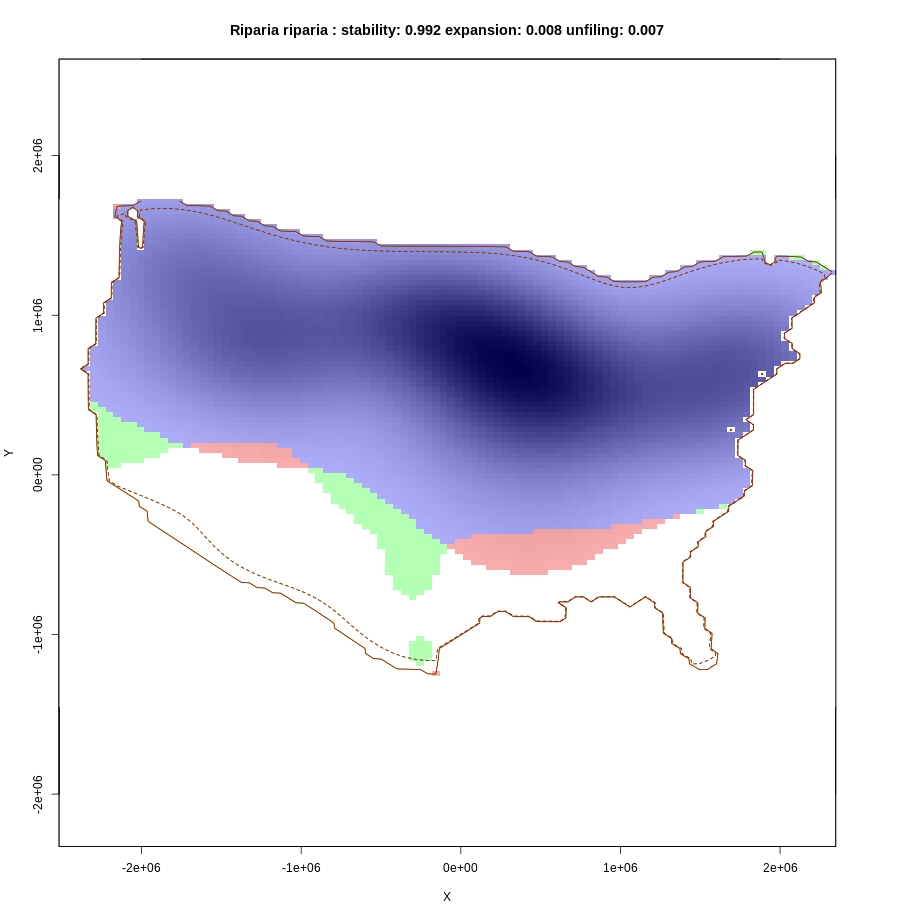 Riparia riparia : stability: 0.992 expansion: 0.008 unfiling: 0.007
2e+06
1e+06
0e+00
-1e+06
-2e+06
Y
-2e+06 -1e+06 0e+00 1e+06 2e+06
X